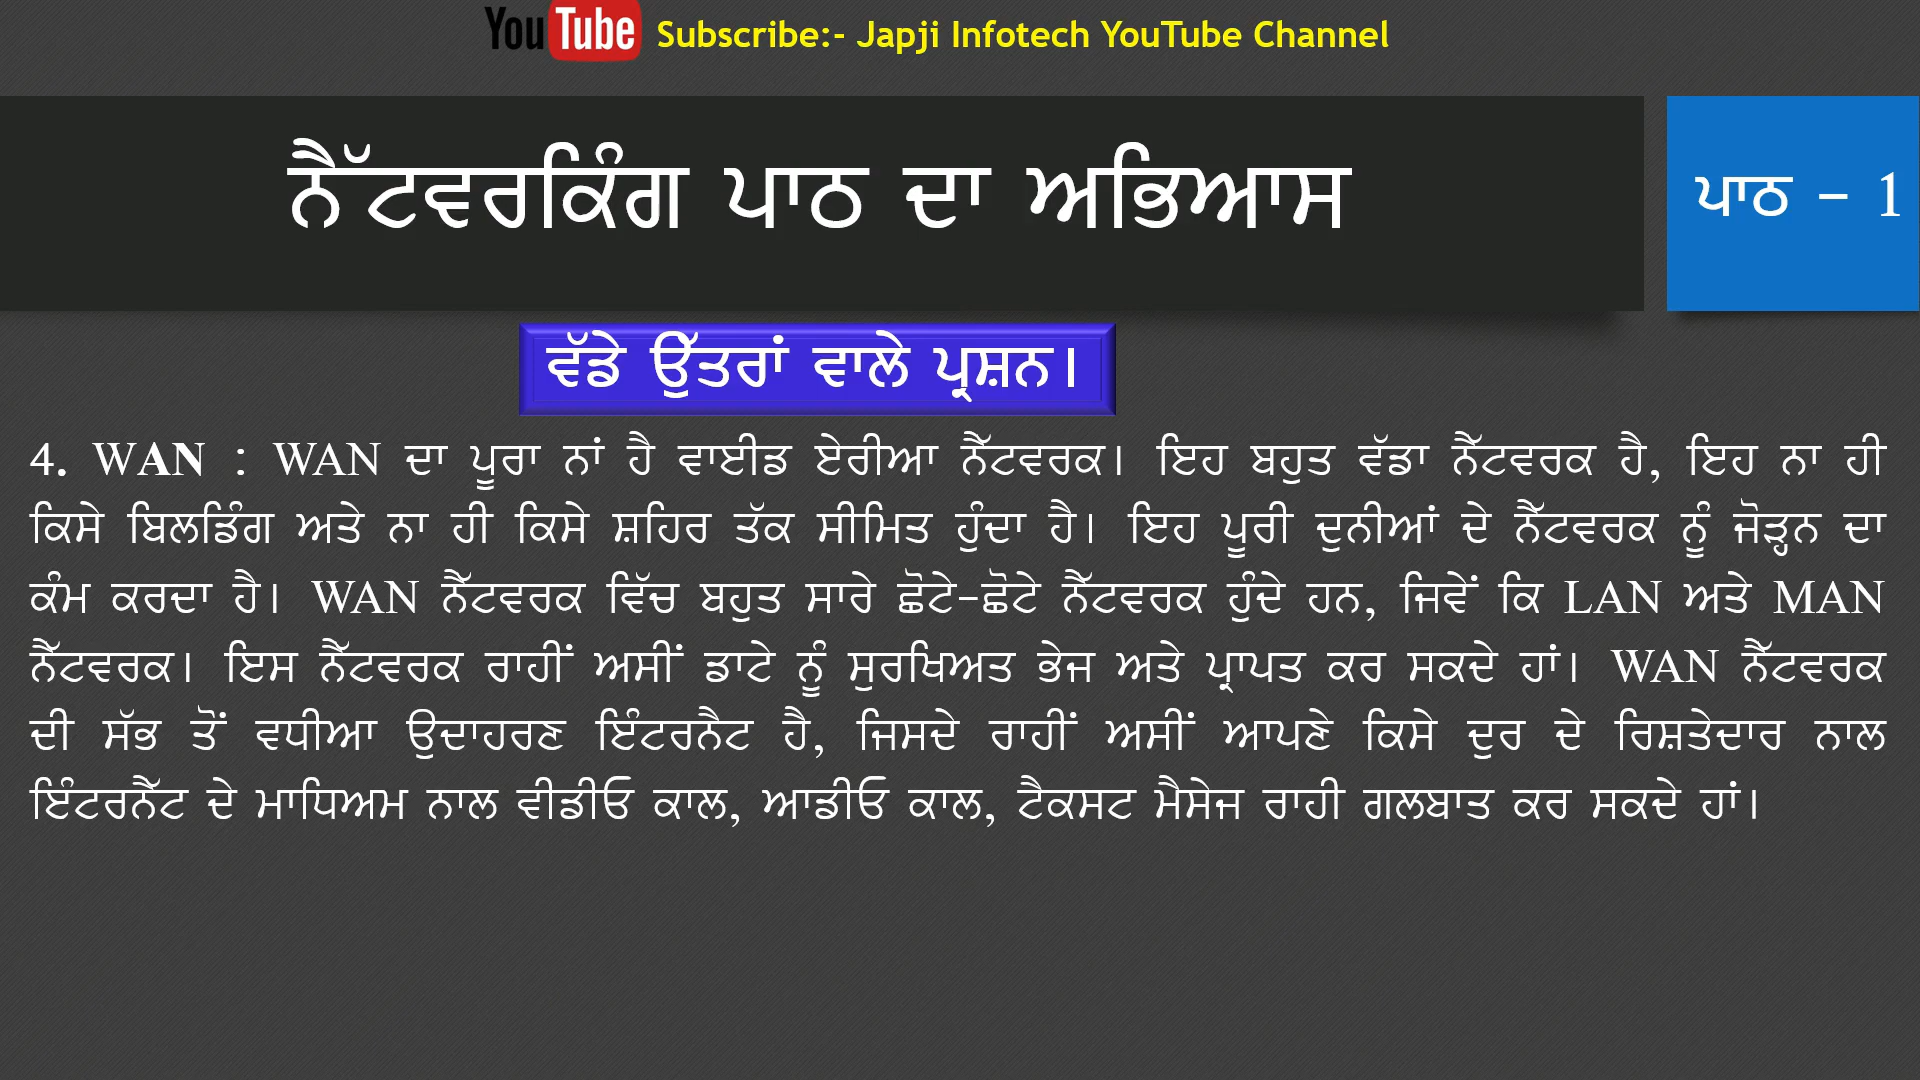 YouTube Subscribe:- Japji Infotech YouTube Channel
ਨੈੱਟਵਰਕਿੰਗ ਪਾਠ ਦਾ ਅਭਿਆਸ
ਪਾਠ – 1
ਵੱਡੇ ਉੱਤਰਾਂ ਵਾਲੇ ਪ੍ਰਸ਼ਨ।
4. WAN : WAN ਦਾ ਪੂਰਾ ਨਾਂ ਹੈ ਵਾਈਡ ਏਰੀਆ ਨੈੱਟਵਰਕ। ਇਹ ਬਹੁਤ ਵੱਡਾ ਨੈੱਟਵਰਕ ਹੈ, ਇਹ ਨਾ ਹੀ
ਕਿਸੇ ਬਿਲਡਿੰਗ ਅਤੇ ਨਾ ਹੀ ਕਿਸੇ ਸ਼ਹਿਰ ਤੱਕ ਸੀਮਿਤ ਹੁੰਦਾ ਹੈ। ਇਹ ਪੂਰੀ ਦੁਨੀਆਂ ਦੇ ਨੈੱਟਵਰਕ ਨੂੰ ਜੋੜ੍ਹਨ ਦਾ
ਕੰਮ ਕਰਦਾ ਹੈ। WAN ਨੈੱਟਵਰਕ ਵਿੱਚ ਬਹੁਤ ਸਾਰੇ ਛੋਟੇ-ਛੋਟੇ ਨੈੱਟਵਰਕ ਹੁੰਦੇ ਹਨ, ਜਿਵੇਂ ਕਿ LAN ਅਤੇ MAN
ਨੈੱਟਵਰਕ। ਇਸ ਨੈੱਟਵਰਕ ਰਾਹੀਂ ਅਸੀਂ ਡਾਟੇ ਨੂੰ ਸੁਰਖਿਅਤ ਭੇਜ ਅਤੇ ਪ੍ਰਾਪਤ ਕਰ ਸਕਦੇ ਹਾਂ। WAN ਨੈੱਟਵਰਕ
ਦੀ ਸੱਭ ਤੋਂ ਵਧੀਆ ਉਦਾਹਰਣ ਇੰਟਰਨੈਟ ਹੈ, ਜਿਸਦੇ ਰਾਹੀਂ ਅਸੀਂ ਆਪਣੇ ਕਿਸੇ ਦੁਰ ਦੇ ਰਿਸ਼ਤੇਦਾਰ ਨਾਲ
ਇੰਟਰਨੈੱਟ ਦੇ ਮਾਧਿਅਮ ਨਾਲ ਵੀਡੀਓ ਕਾਲ, ਆਡੀਓ ਕਾਲ, ਟੈਕਸਟ ਮੈਸੇਜ ਰਾਹੀ ਗਲਬਾਤ ਕਰ ਸਕਦੇ ਹਾਂ।